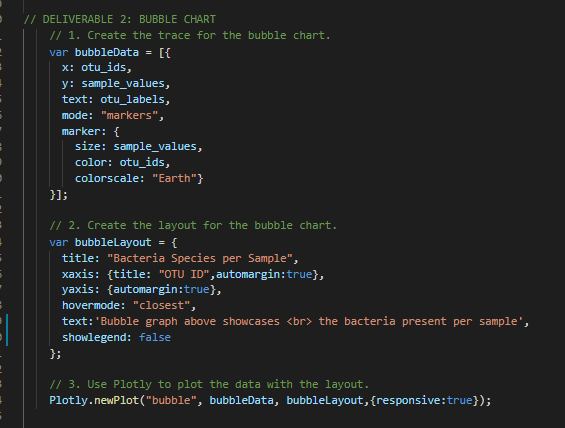 // DELIVERABLE 2: BUBBLE CHART
// 1. Create the trace for the bubble chart.
var bubbleData = [{
x: otu_ids,
y: sample_values,
text: otu_labels,
mode: "markers",
marker: {
size: sample_values,
color: otu_ids,
colorscale: "Earth"}
}];
// 2. Create the layout for the bubble chart.
var bubbleLayout = {
title: "Bacteria Species per Sample",
xaxis: {title: "OTU ID",automargin:true},
yaxis: {automargin:true},
hovermode: "closest",
text:'Bubble graph above showcases <br> the bacteria present per sample',
showlegend: false
};
// 3. Use Plotly to plot the data with the layout.
Plotly.newPlot("bubble", bubbleData, bubbleLayout,{responsive:true});